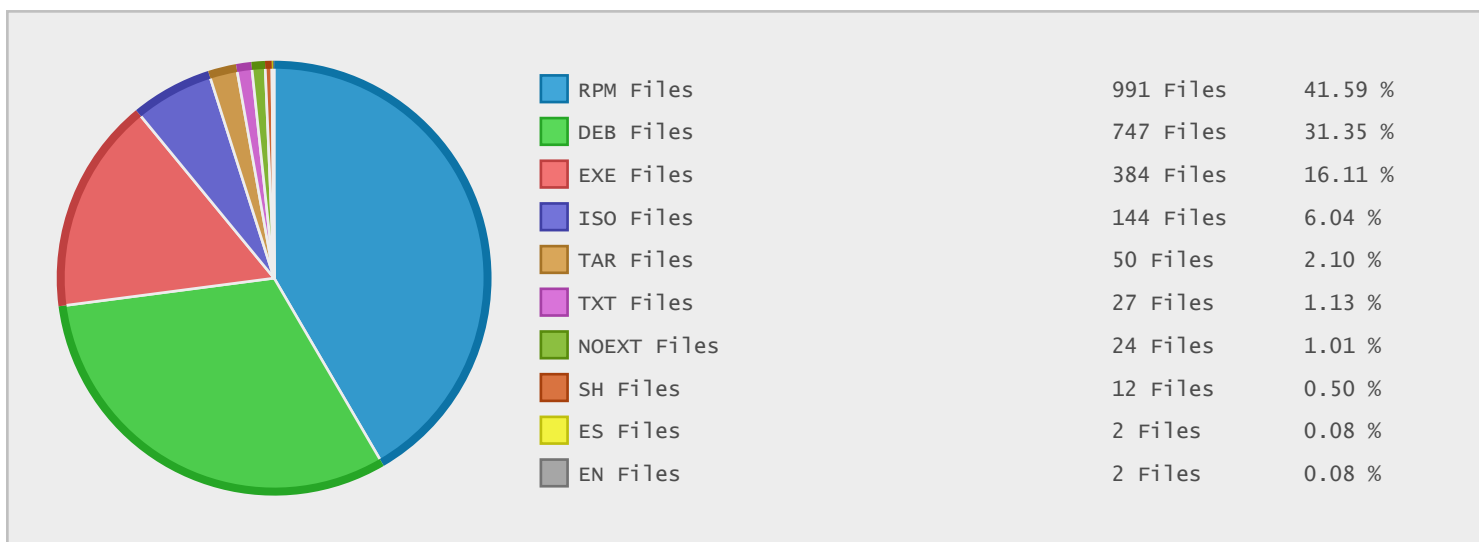 RPM Files 991 Files 41.59 %
DEB Files 747 Files 31.35 %
EXE Files 384 Files 16.11 %
ISO Files 144 Files 6.04 %
TAR Files 50 Files 2.10 %
TXT Files 27 Files 1.13 %
NOEXT Files 24 Files 1.01 %
SH Files 12 Files 0.50 %
ES Files 2 Files 0.08 %
EN Files 2 Files 0.08 %